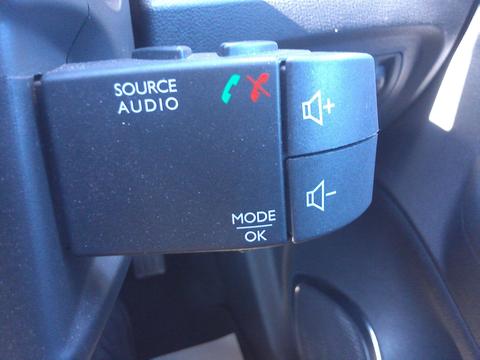 SOURCE
AUDIO
+
-
MODE
OK